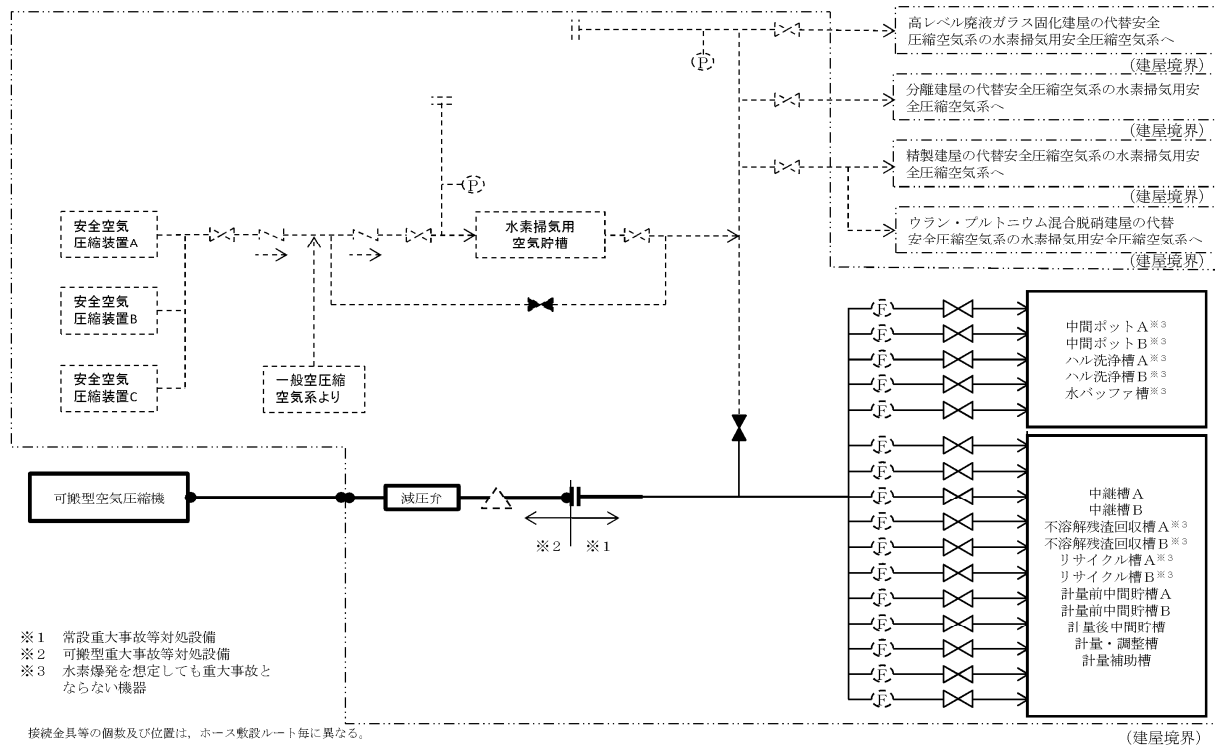 高レベル廃液ガラス固化建屋の代替安全
圧縮空気系の水素掃気用安全圧縮空気系へ
(建屋境界)
分離建屋の代替安全圧縮空気系の水素掃気用安
全圧縮空気系へ
(建屋境界)
精製建屋の代替安全圧縮空気系の水素掃気用安
全圧縮空気系へ
(建屋境界)
ウラン・プルトニウム混合脱硝建屋の代替
安全圧縮空気系の水素掃気用安全圧縮空気系へ
(建屋境界)
P
P
安全空気
圧縮装置A
安全空気
圧縮装置B
安全空気
圧縮装置C
一般空圧縮
空気系より
水素掃気用
空気貯槽
F
F
F
F
F
中間ポットA※3
中間ポットB※3
ハル洗浄槽A※3
ハル洗浄槽B※3
水バッファ槽※3
F
F
F
F
F
F
F
F
F
F
F
中継槽A
中継槽B
不溶解残渣回収槽A※3
不溶解残渣回収槽B※3
リサイクル槽A※3
リサイクル槽B※3
計量前中間貯槽A
計量前中間貯槽B
計量後中間貯槽
計量・調整槽
計量補助槽
可搬型空気圧縮機
減圧弁
※2 ※1
※1 常設重大事故等対処設備
※2 可搬型重大事故等対処設備
※3 水素爆発を想定しても重大事故と
ならない機器
接続金具等の個数及び位置は，ホース敷設ルート毎に異なる。
(建屋境界)